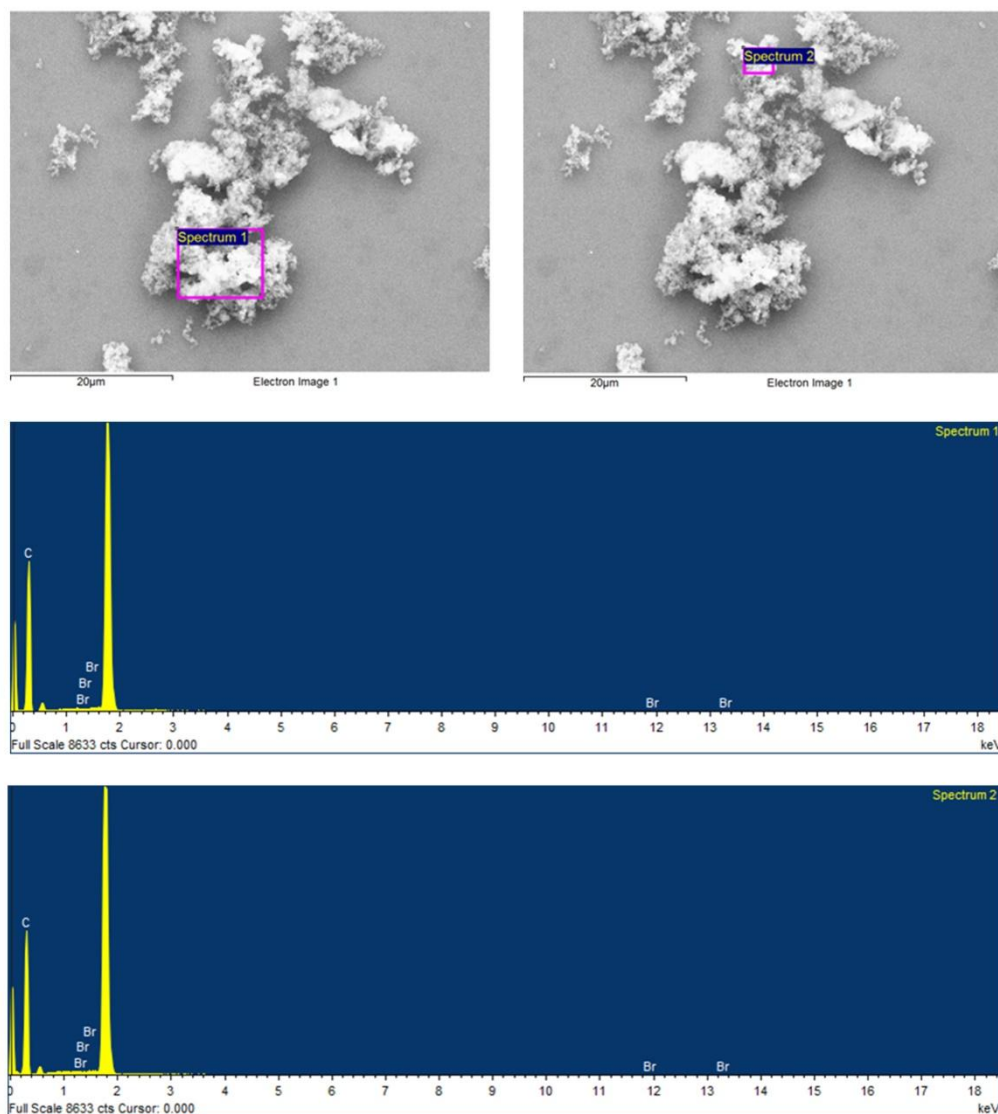 Spectrum 2
Spectrum 1
20µm Electron Image 1
20µm Electron Image 1
Spectrum 1
C
Br
Br
Br
Br Br
0 1 2 3 4 5 6 7 8 9 10 11 12 13 14 15 16 17 18
Full Scale 8633 cts Cursor: 0.000 keV
Spectrum 2
C
Br
Br
Br
Br Br
0 1 2 3 4 5 6 7 8 9 10 11 12 13 14 15 16 17 18
Full Scale 8633 cts Cursor: 0.000 keV